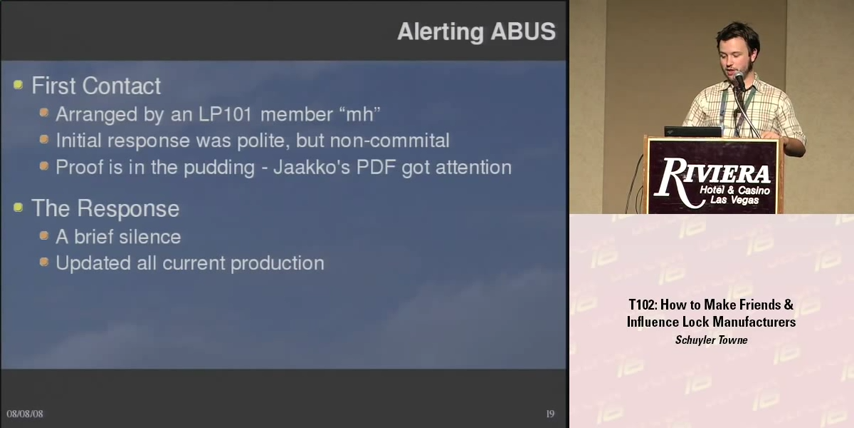 Alerting ABUS
First Contact
Arranged by an LP101 member “mh”
Initial response was polite, but non-commital
Proof is in the pudding - Jaakko's PDF got attention
The Response
A brief silence
Updated all current production
08/08/08
19
RIVIERA
Hotel & Casino
Las Vegas
T102: How to Make Friends &
Influence Lock Manufacturers
Schuyler Towne